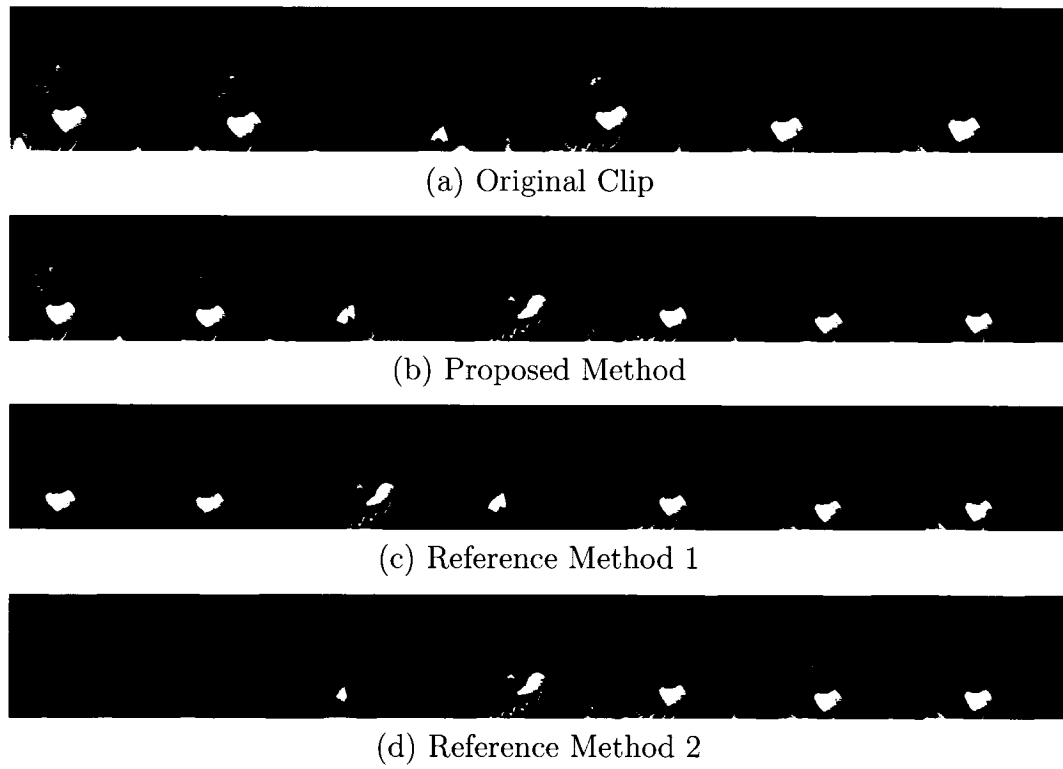 (a) Original Clip
(b) Proposed Method
(c) Reference Method 1
(d) Reference Method 2